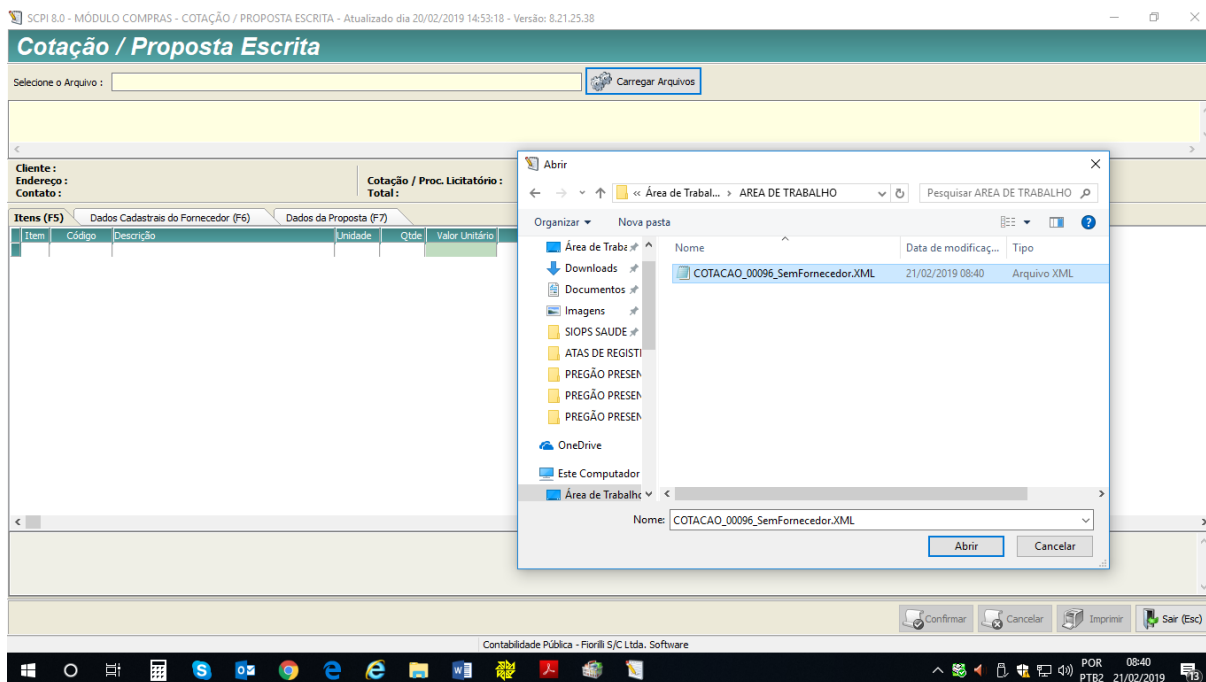 SCPI 8.0 - MÓDULO COMPRAS - COTAÇÃO / PROPOSTA ESCRITA - Atualizado dia 20/02/2019 14:53:18 - Versão: 8.21.25.38
Cotação / Proposta Escrita
Selecione o Arquivo :
Carregar Arquivos
Cliente :
Endereço :
Contato :
Cotação / Proc. Licitatório :
Total :
Itens (F5)
Dados Cadastrais do Fornecedor (F6)
Dados da Proposta (F7)
Item Código Descrição Unidade Qtde Valor Unitário
Abrir
« Área de Trabal... > AREA DE TRABALHO
Pesquisar AREA DE TRABALHO
Organizar
Nova pasta
Nome Data de modificaç... Tipo
Área de Traba
Downloads
Documentos
Imagens
SIOPS SAUDE
ATAS DE REGISTI
PREGÃO PRESEN
PREGÃO PRESEN
PREGÃO PRESEN
OneDrive
Este Computador
Área de Trabalho
COTACAO_00096_SemFornecedor.XML 21/02/2019 08:40 Arquivo XML
Nome: COTACAO_00096_SemFornecedor.XML
Abrir
Cancelar
Confirmar
Cancelar
Imprimir
Sair (Esc)
Contabilidade Pública - Fiorilli S/C Ltda. Software
POR 08:40
PTB2 21/02/2019
13